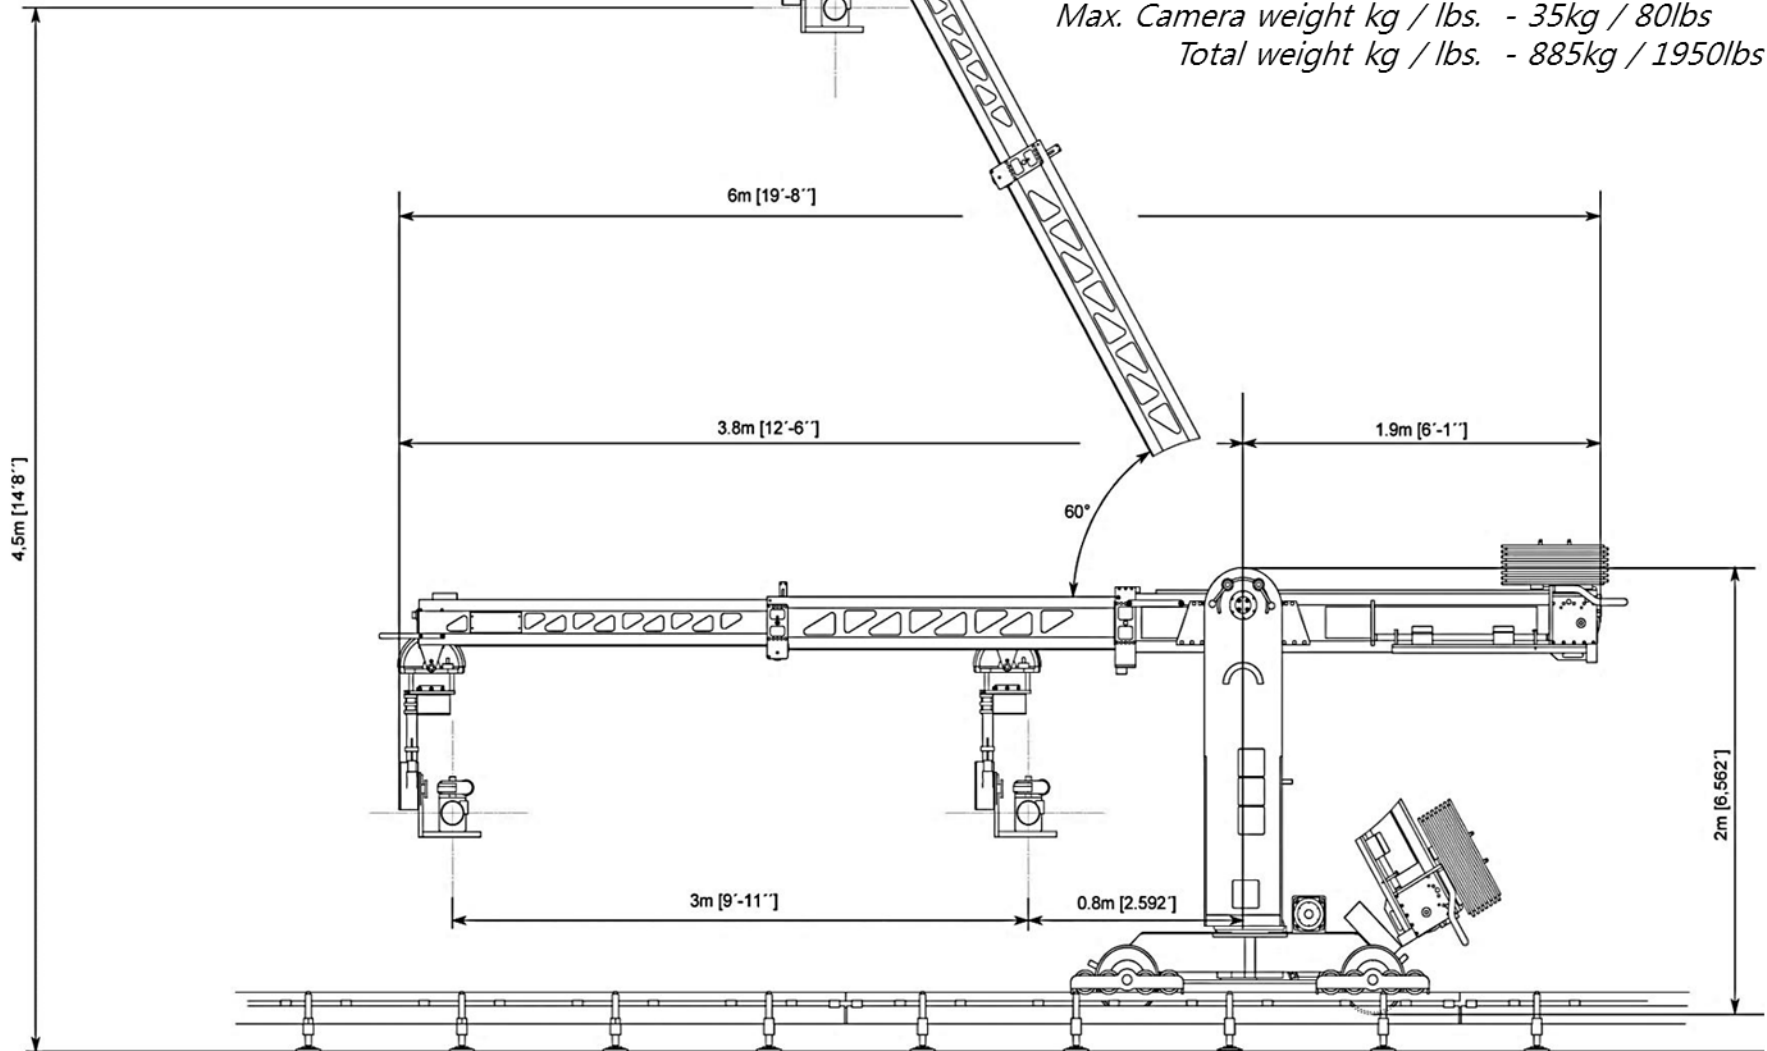 Max. Camera weight kg / lbs. - 35kg / 80lbs
Total weight kg / lbs. - 885kg / 1950lbs
6m [19´-8´´]
3.8m [12´-6´´]
1.9m [6´-1´´]
4,5m [14´8´´]
60°
2m [6,562´]
3m [9´-11´´]
0.8m [2.592´]